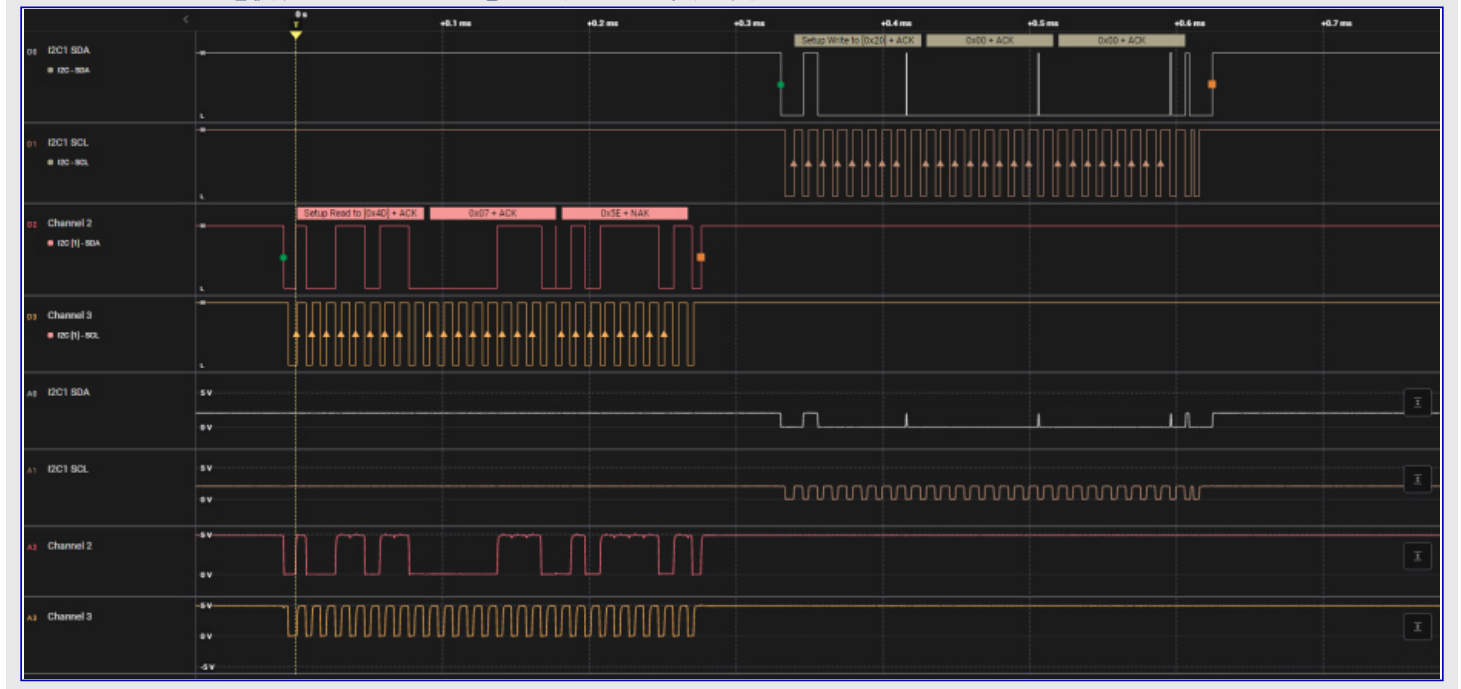 0 s
T
+0.1 ms
+0.2 ms
+0.3 ms
+0.4 ms
+0.5 ms
+0.6 ms
+0.7 ms
D0 I2C1 SDA
I2C - SDA
H
L
Setup Write to [0x20] + ACK
0x00 + ACK
0x00 + ACK
D1 I2C1 SCL
I2C - SCL
H
L
D2 Channel 2
I2C [1] - SDA
H
L
Setup Read to [0x4D] + ACK
0x07 + ACK
0x5E + NAK
D3 Channel 3
I2C [1] - SCL
H
L
A0 I2C1 SDA
5 V
0 V
A1 I2C1 SCL
5 V
0 V
A2 Channel 2
5 V
0 V
A3 Channel 3
5 V
0 V
-5 V